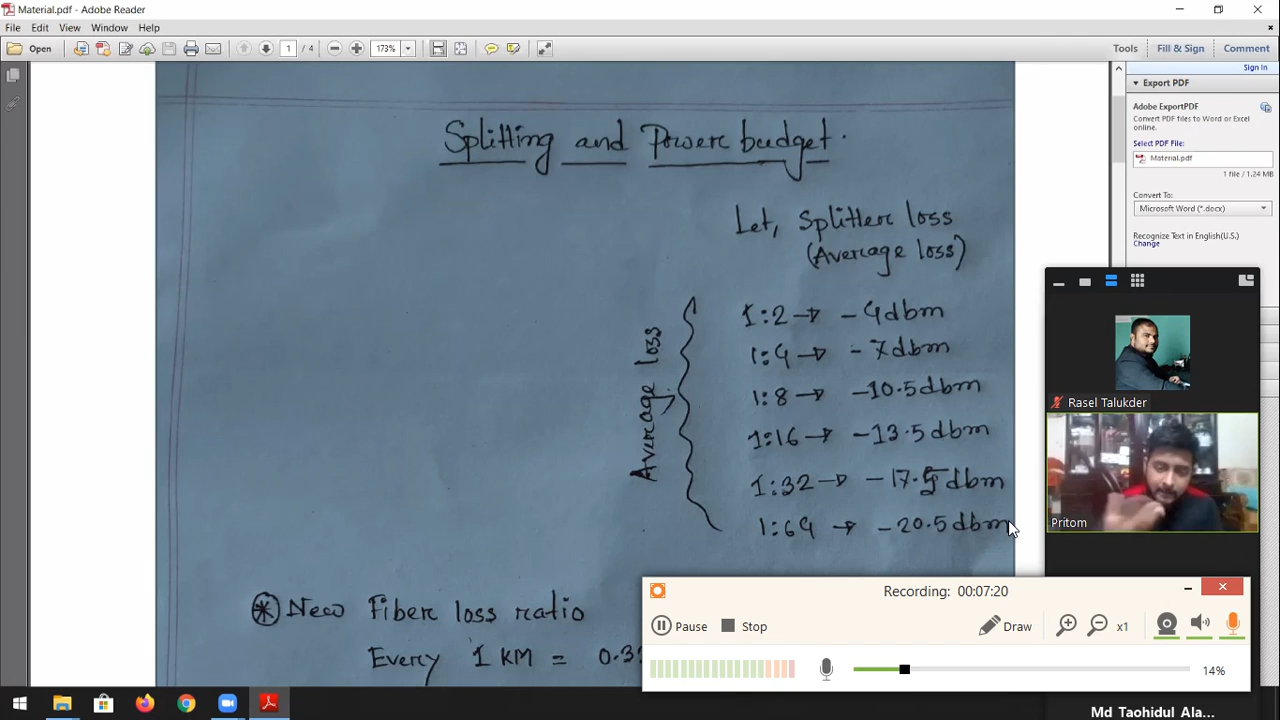 Material.pdf - Adobe Reader
File Edit View Window Help
Open
1 / 4
173%
Tools Fill & Sign Comment
Sign In
Export PDF
Adobe ExportPDF
Convert PDF files to Word or Excel
online.
Select PDF File:
Material.pdf
1 file / 1.24 MB
Convert To:
Microsoft Word (*.docx)
Recognize Text in English(U.S.)
Change
Splitting and Power budget.
Let, Splitter loss
(Average loss)
Average loss
1:2 → -4dbm
1:4 → -7dbm
1:8 → -10.5dbm
1:16 → -13.5dbm
1:32 → -17.5dbm
1:64 → -20.5dbm
New Fiber loss ratio
Every 1 KM =
Rasel Talukder
Pritom
Recording: 00:07:20
Pause Stop Draw x1
14%
Md Taohidul Ala...